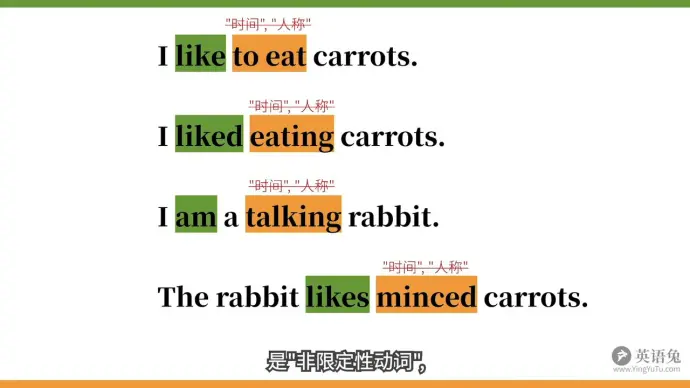 "时间", "人称"
I like to eat carrots.
"时间", "人称"
I liked eating carrots.
"时间", "人称"
I am a talking rabbit.
"时间", "人称"
The rabbit likes minced carrots.
是"非限定性动词",
英语兔
www.YingYuTu.com